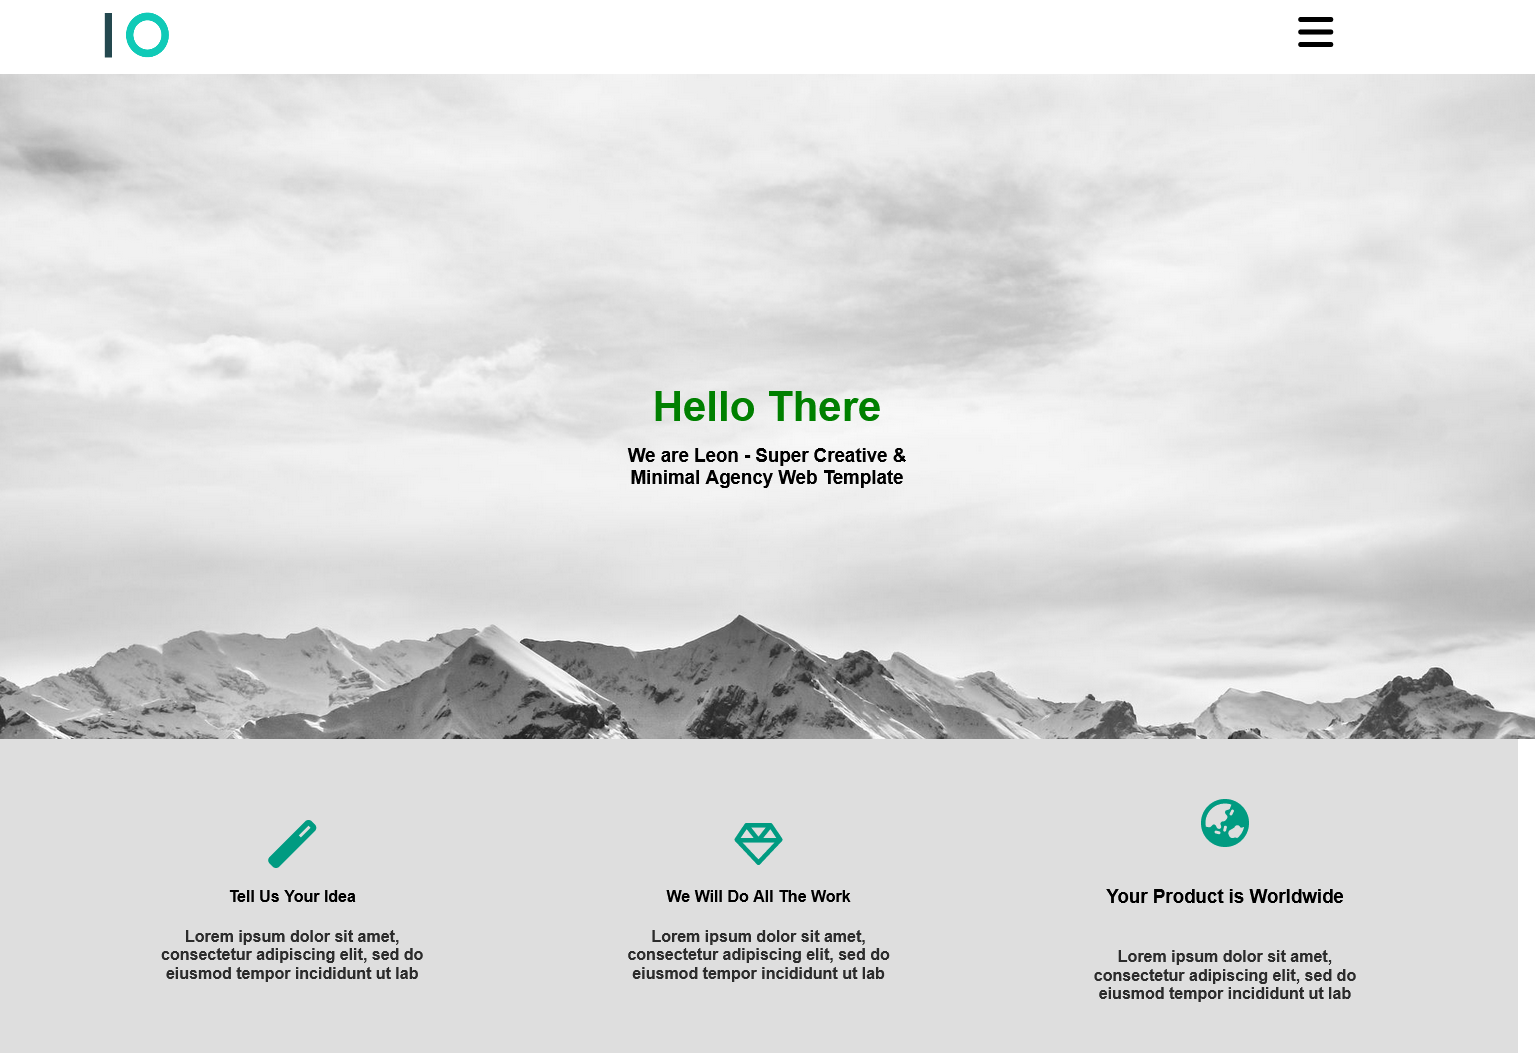 IO
Hello There
We are Leon - Super Creative &
Minimal Agency Web Template
Tell Us Your Idea
Lorem ipsum dolor sit amet,
consectetur adipiscing elit, sed do
eiusmod tempor incididunt ut lab
We Will Do All The Work
Lorem ipsum dolor sit amet,
consectetur adipiscing elit, sed do
eiusmod tempor incididunt ut lab
Your Product is Worldwide
Lorem ipsum dolor sit amet,
consectetur adipiscing elit, sed do
eiusmod tempor incididunt ut lab